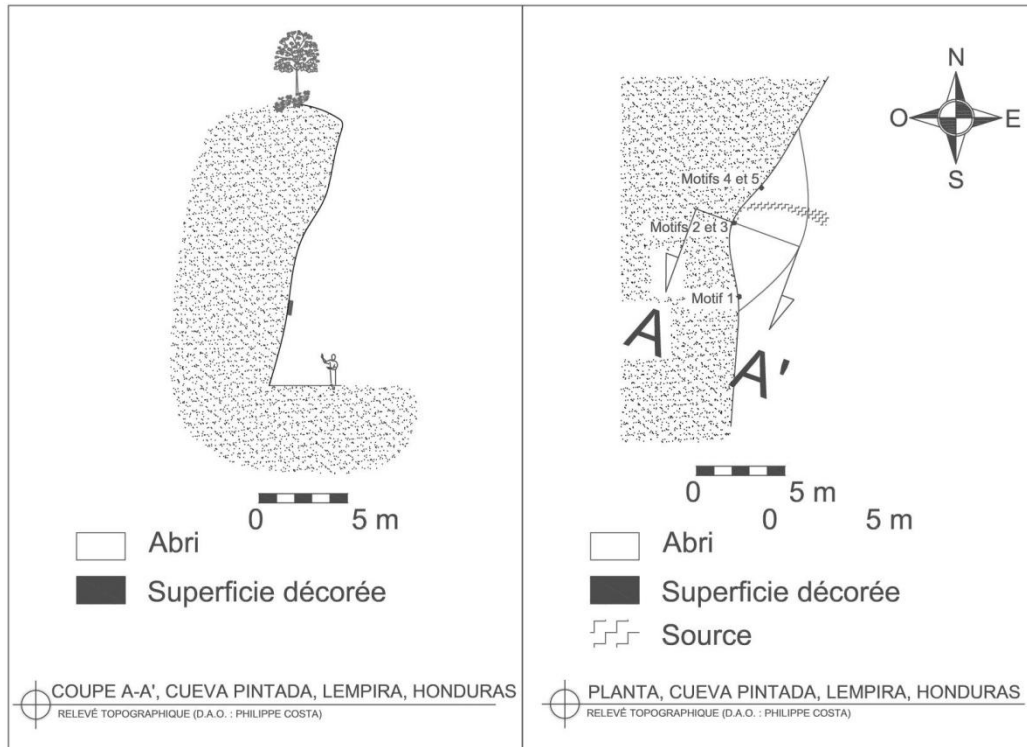 0 5 m
Abri
Superficie décorée
COUPE A-A', CUEVA PINTADA, LEMPIRA, HONDURAS
RELEVÉ TOPOGRAPHIQUE (D.A.O. : PHILIPPE COSTA)
N
O E
S
Motifs 4 et 5
Motifs 2 et 3
Motif 1
A
A'
0 5 m
0 5 m
Abri
Superficie décorée
Source
PLANTA, CUEVA PINTADA, LEMPIRA, HONDURAS
RELEVÉ TOPOGRAPHIQUE (D.A.O. : PHILIPPE COSTA)